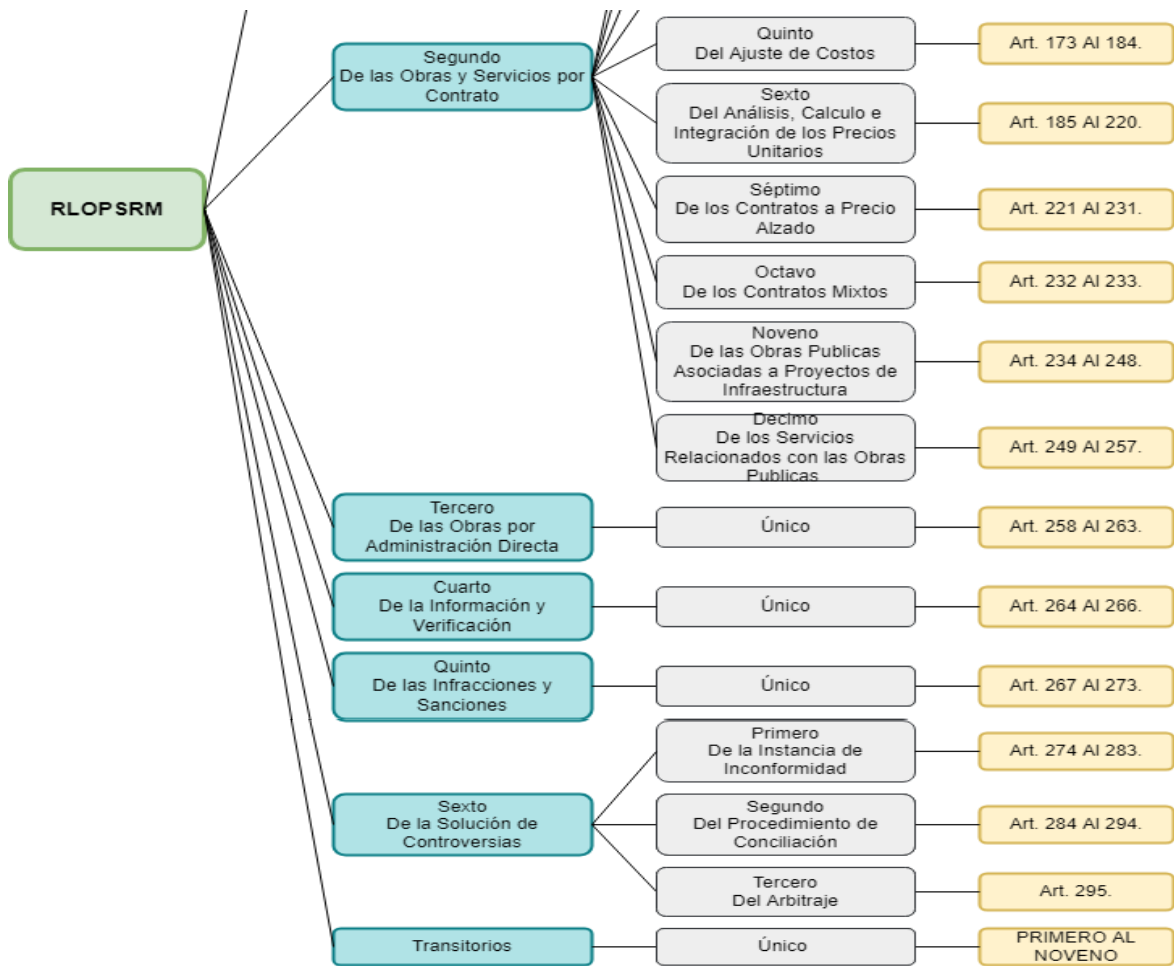 Quinto
Del Ajuste de Costos
Art. 173 Al 184.
Segundo
De las Obras y Servicios por
Contrato
Sexto
Del Análisis, Calculo e
Integración de los Precios
Unitarios
Art. 185 Al 220.
RLOPSRM
Séptimo
De los Contratos a Precio
Alzado
Art. 221 Al 231.
Octavo
De los Contratos Mixtos
Art. 232 Al 233.
Noveno
De las Obras Publicas
Asociadas a Proyectos de
Infraestructura
Art. 234 Al 248.
Decimo
De los Servicios
Relacionados con las Obras
Publicas
Art. 249 Al 257.
Tercero
De las Obras por
Administración Directa
Único
Art. 258 Al 263.
Cuarto
De la Información y
Verificación
Único
Art. 264 Al 266.
Quinto
De las Infracciones y
Sanciones
Único
Art. 267 Al 273.
Primero
De la Instancia de
Inconformidad
Art. 274 Al 283.
Sexto
De la Solución de
Controversias
Segundo
Del Procedimiento de
Conciliación
Art. 284 Al 294.
Tercero
Del Arbitraje
Art. 295.
Transitorios
Único
PRIMERO AL
NOVENO